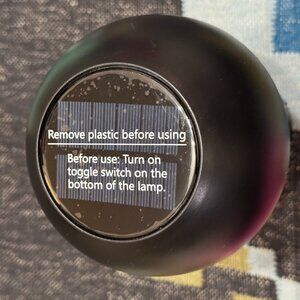 Remove plastic before using
Before use: Turn on
toggle switch on the
bottom of the lamp.